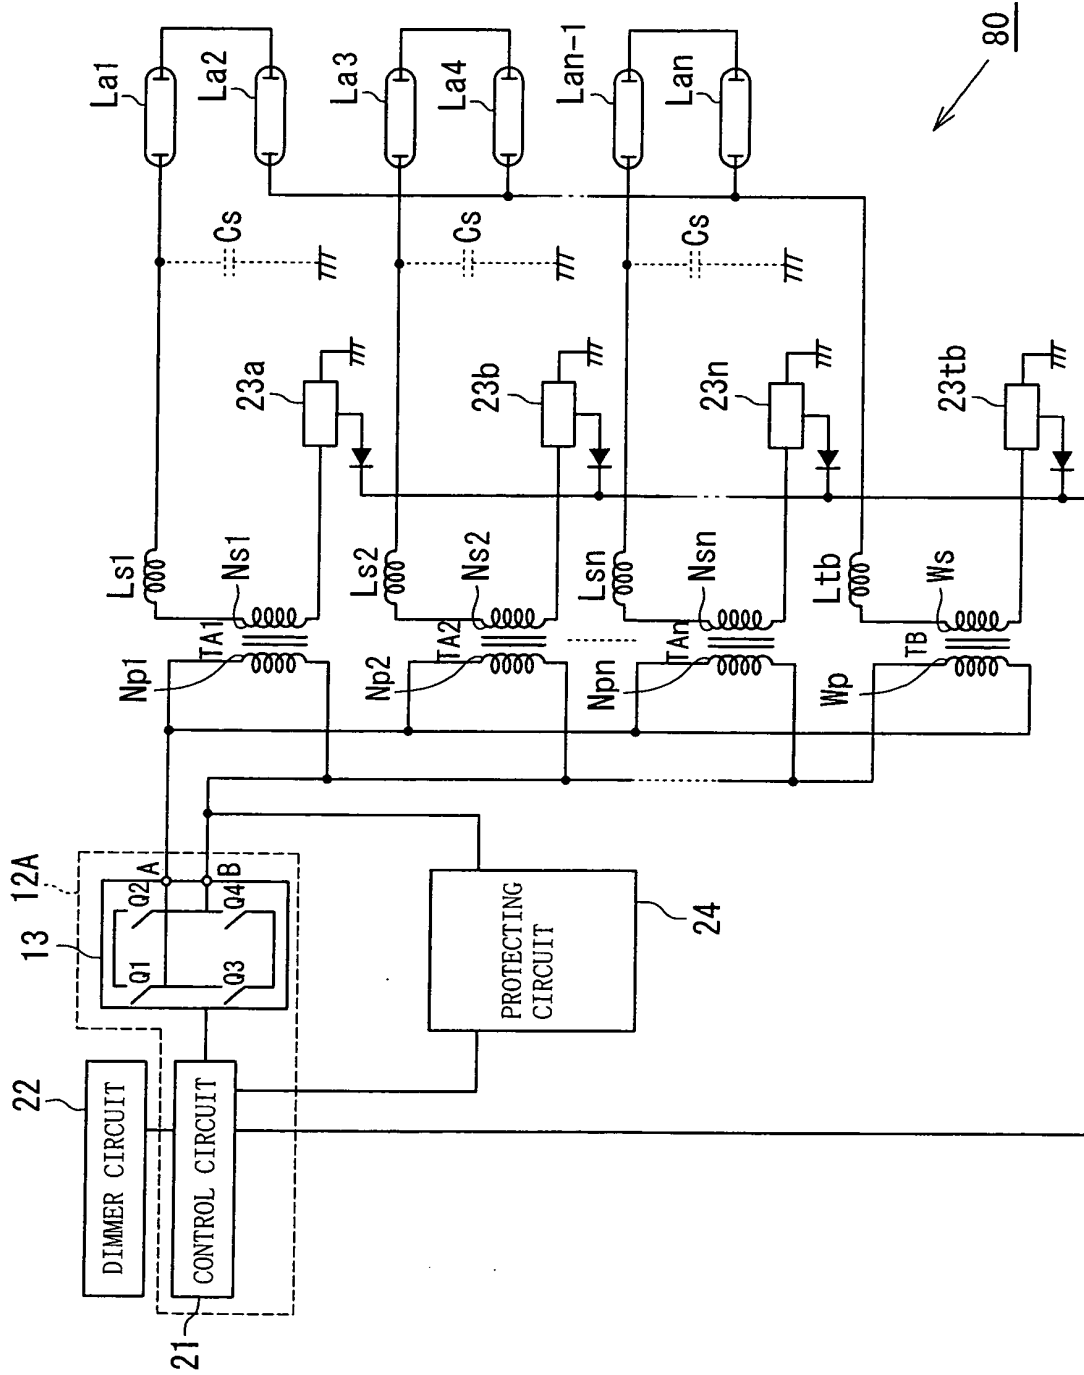 22
DIMMER CIRCUIT
21
CONTROL CIRCUIT
12A
13
Q1
Q2
Q3
Q4
A
B
PROTECTING
CIRCUIT
24
Np1
TA1
Ns1
Ls1
23a
Cs
La1
La2
Np2
TA2
Ns2
Ls2
23b
Cs
La3
La4
Npn
TAn
Nsn
Lsn
23n
Cs
Lan-1
Lan
Wp
TB
Ws
Ltb
23tb
80